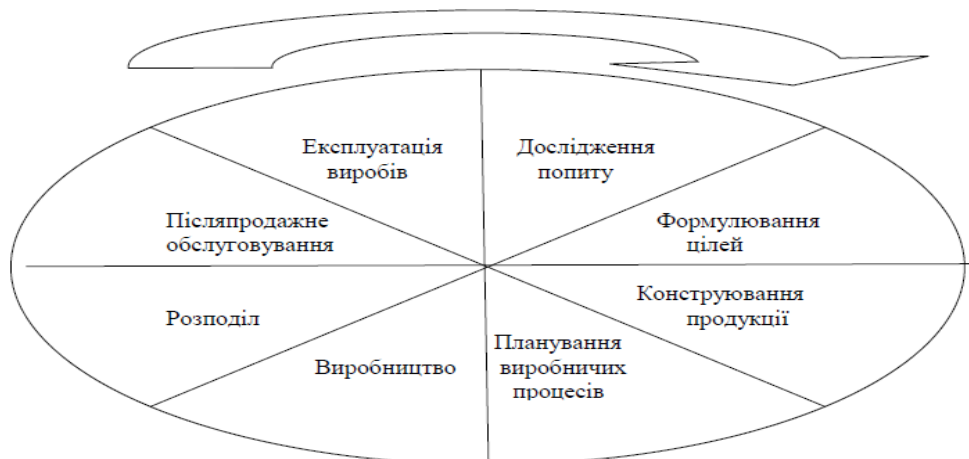 Експлуатація
виробів
Дослідження
попиту
Післяпродажне
обслуговування
Формулювання
цілей
Розподіл
Конструювання
продукції
Виробництво
Планування
виробничих
процесів